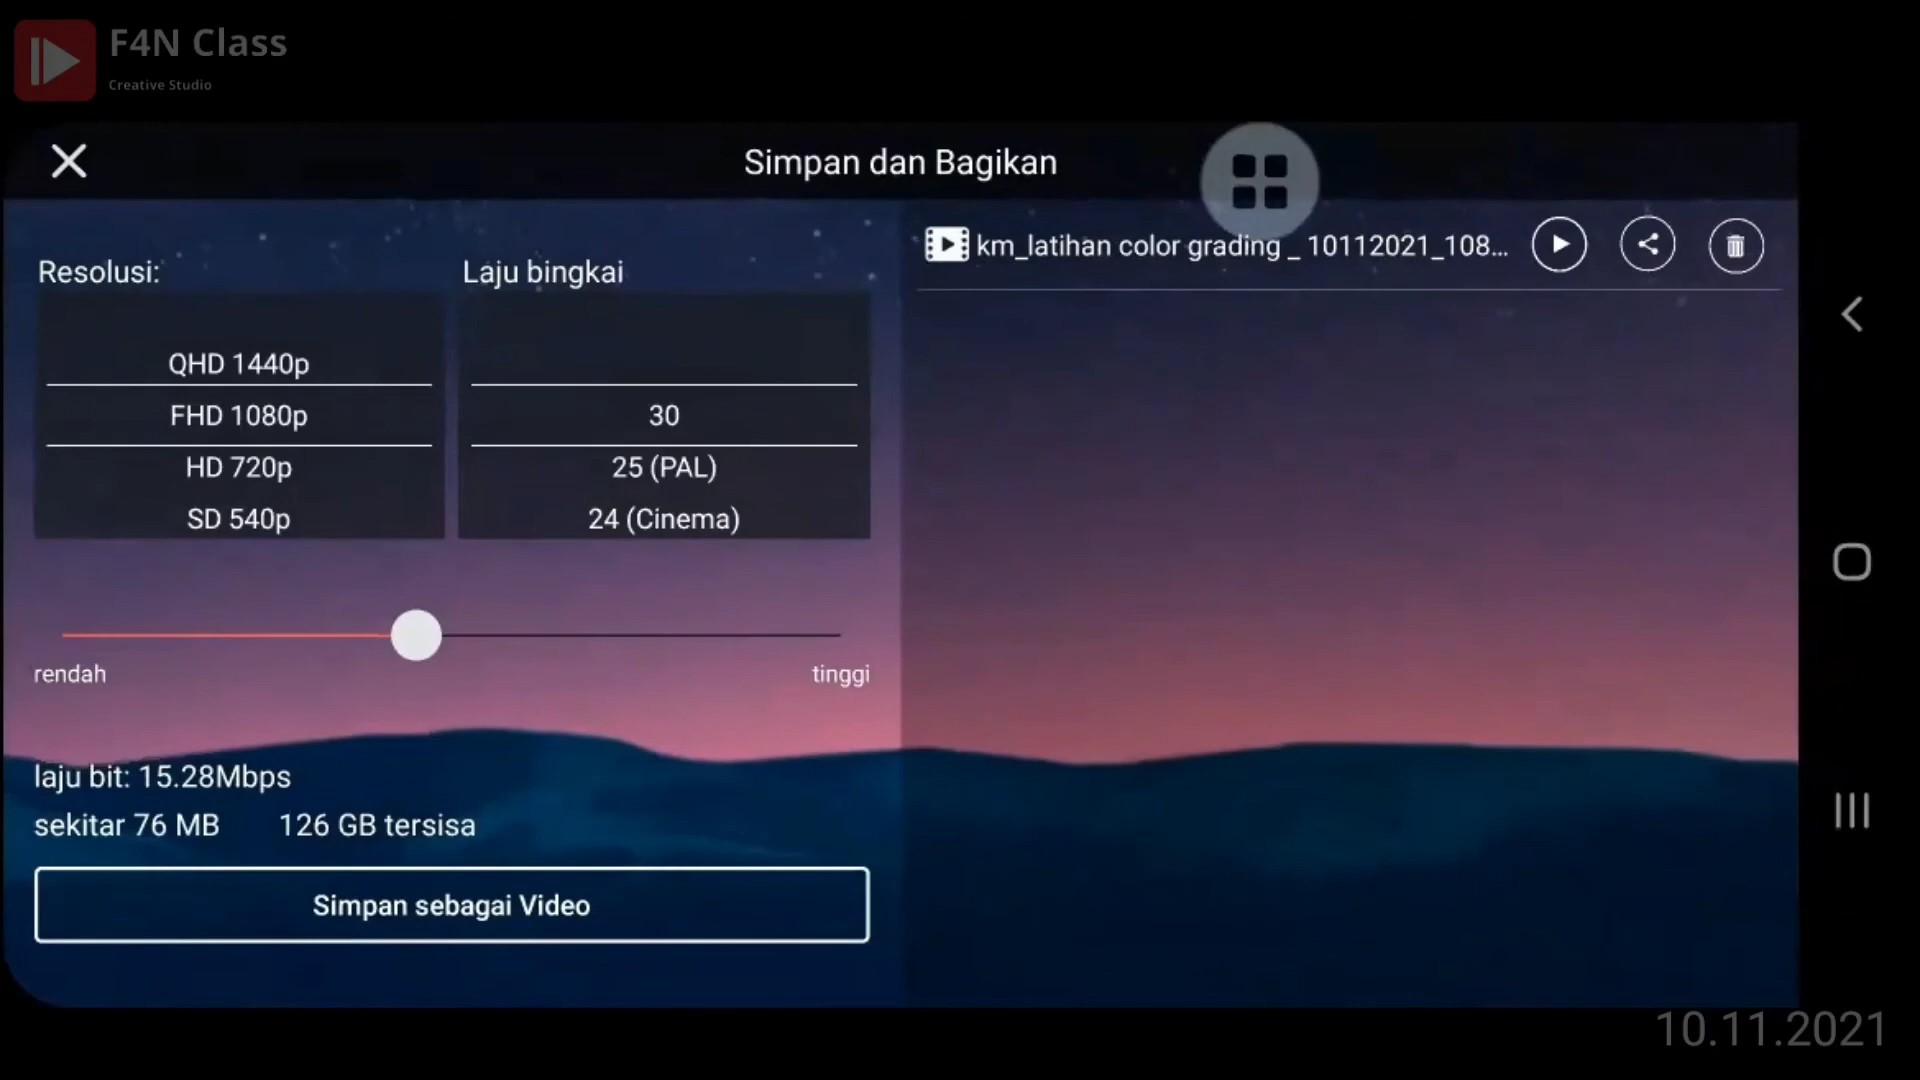 F4N Class
Creative Studio
Simpan dan Bagikan
km_latihan color grading _ 10112021_108...
Resolusi:
Laju bingkai
QHD 1440p
FHD 1080p
30
HD 720p
25 (PAL)
SD 540p
24 (Cinema)
rendah
tinggi
laju bit: 15.28Mbps
sekitar 76 MB
126 GB tersisa
Simpan sebagai Video
10.11.2021